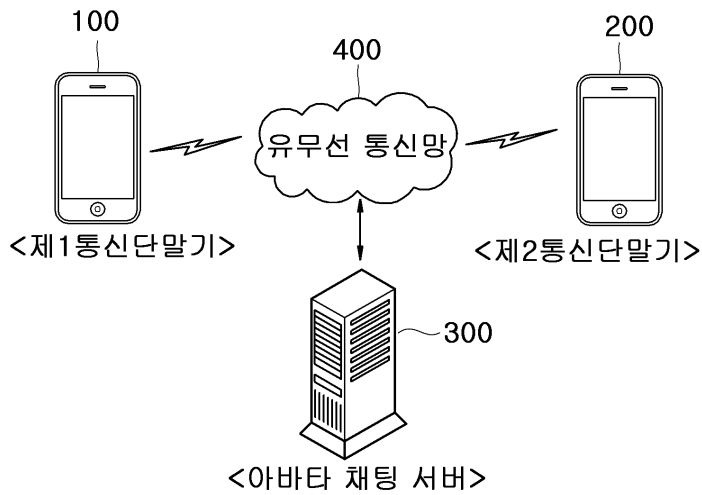 100
200
400
유무선 통신망
<제1통신단말기>
<제2통신단말기>
300
<아바타 채팅 서버>